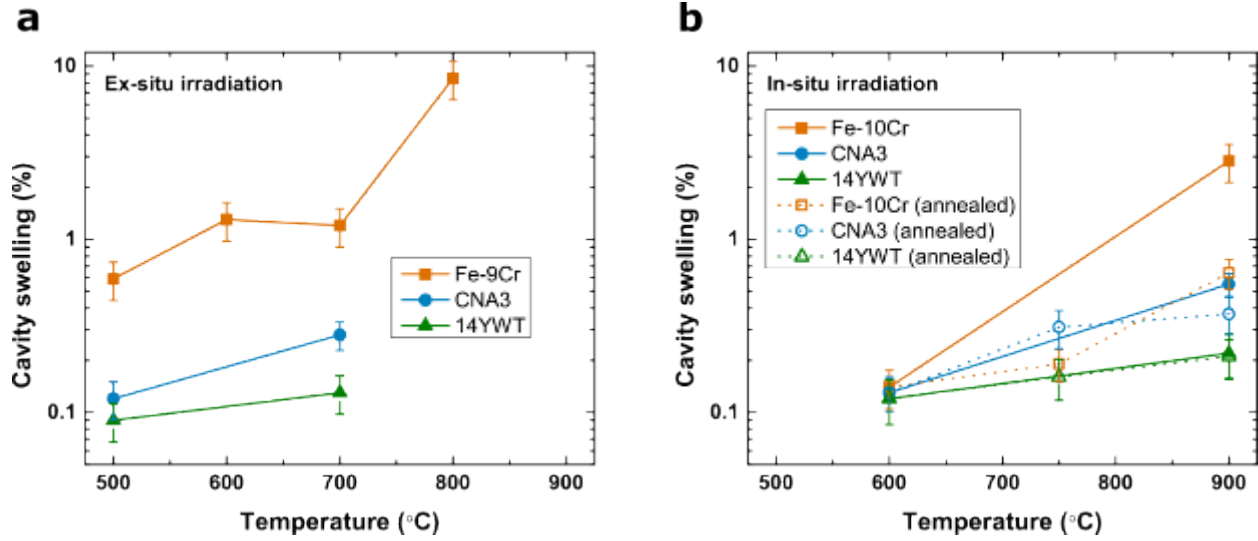 a
Ex-situ irradiation
10
1
0.1
Cavity swelling (%)
Fe-9Cr
CNA3
14YWT
500 600 700 800 900
Temperature (°C)
b
In-situ irradiation
10
1
0.1
Cavity swelling (%)
Fe-10Cr
CNA3
14YWT
Fe-10Cr (annealed)
CNA3 (annealed)
14YWT (annealed)
500 600 700 800 900
Temperature (°C)